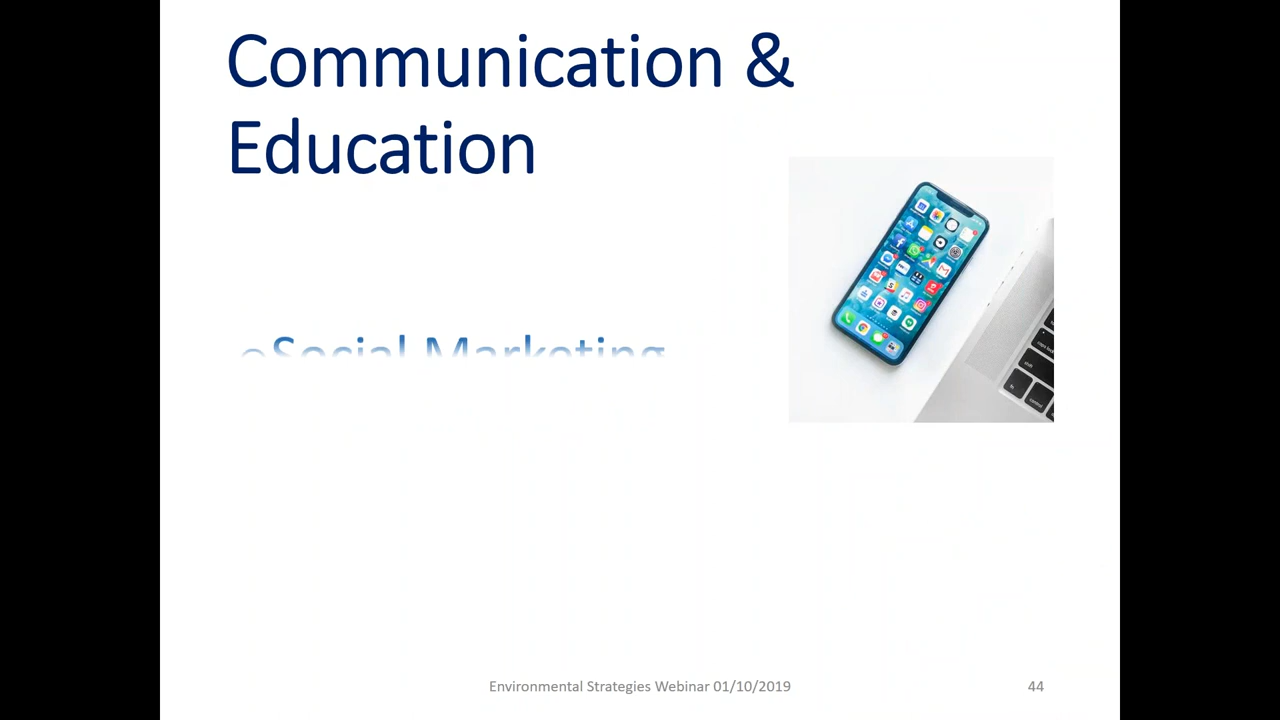 Communication &
Education
Social Marketing
Environmental Strategies Webinar 01/10/2019
44